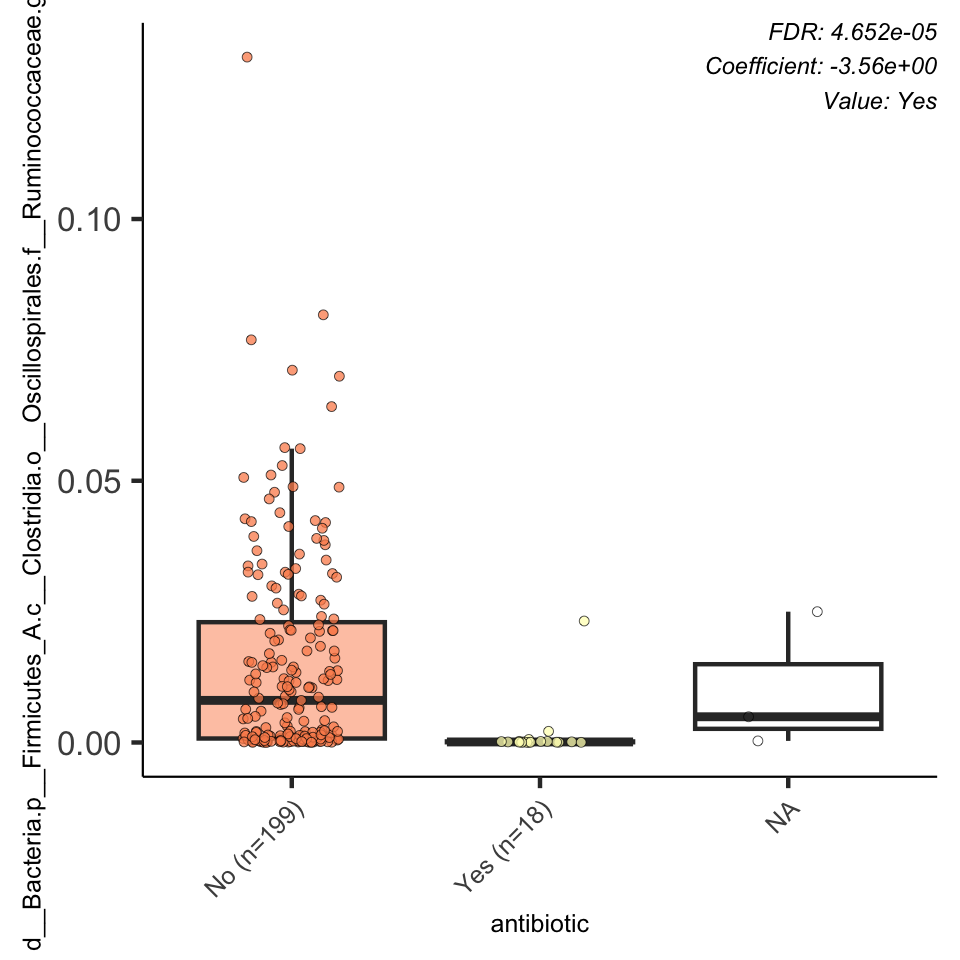 FDR: 4.652e-05
Coefficient: -3.56e+00
Value: Yes
d__Bacteria.p__Firmicutes_A.c__Clostridia.o__Oscillospirales.f__Ruminococcaceae.g
0.10
0.05
0.00
No (n=199)
Yes (n=18)
NA
antibiotic